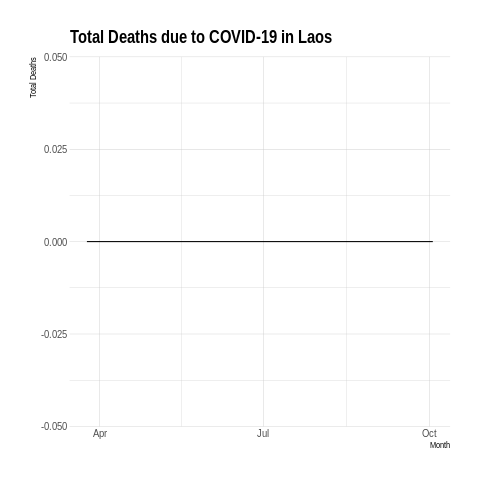 Total Deaths due to COVID-19 in Laos
Total Deaths
0.050
0.025
0.000
-0.025
-0.050
Apr
Jul
Oct
Month